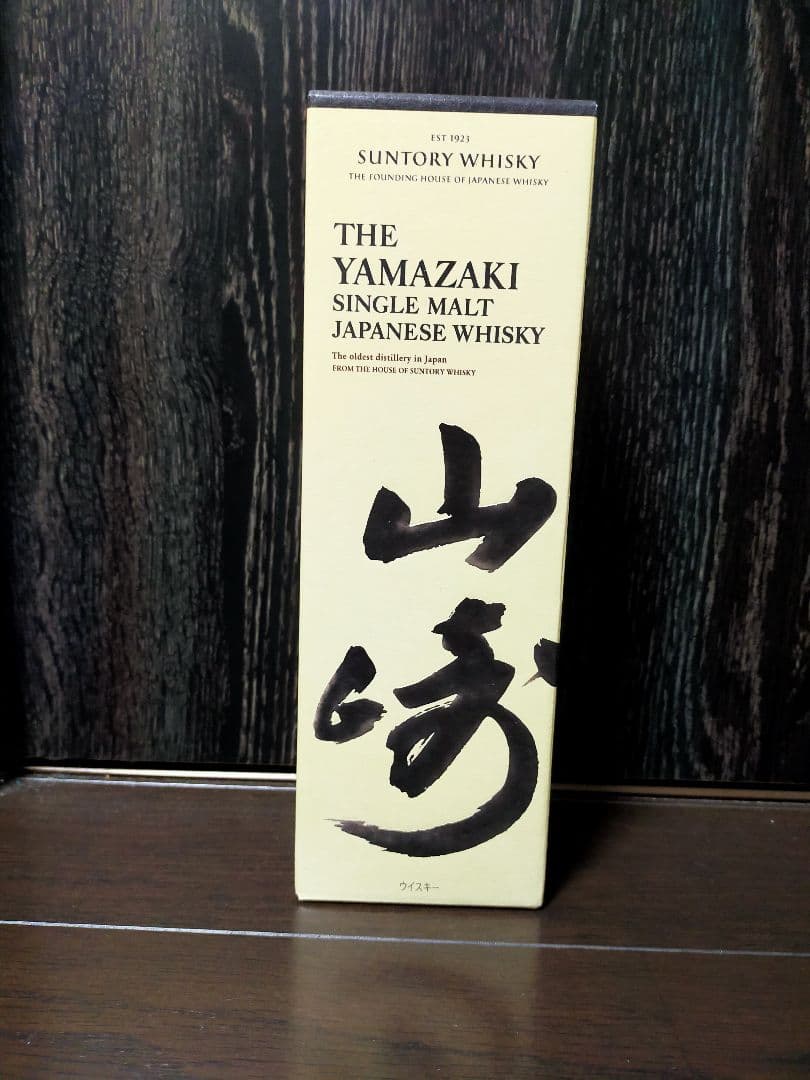 EST 1923
SUNTORY WHISKY
THE FOUNDING HOUSE OF JAPANESE WHISKY
THE
YAMAZAKI
SINGLE MALT
JAPANESE WHISKY
The oldest distillery in Japan
FROM THE HOUSE OF SUNTORY WHISKY
山
崎
ウイスキー